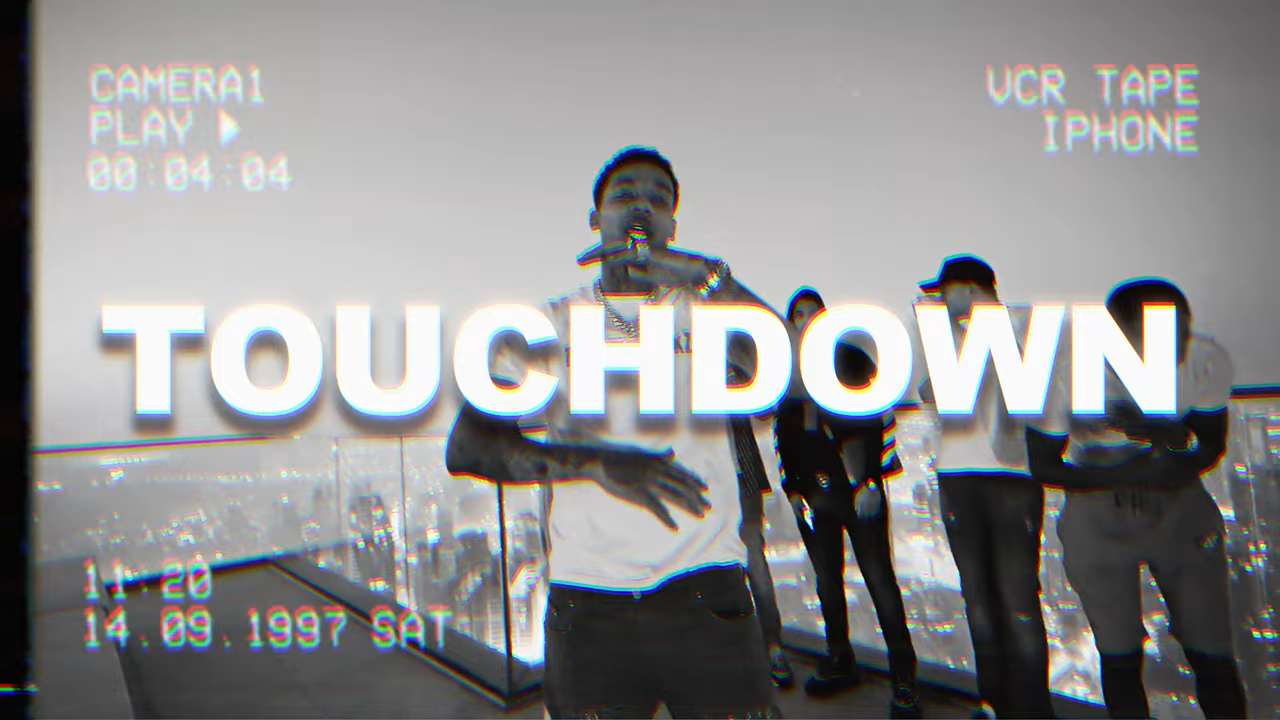 CAMERA1
PLAY ▶
00:04:04
VCR TAPE
IPHONE
TOUCHDOWN
11:20
14.09.1997 SAT